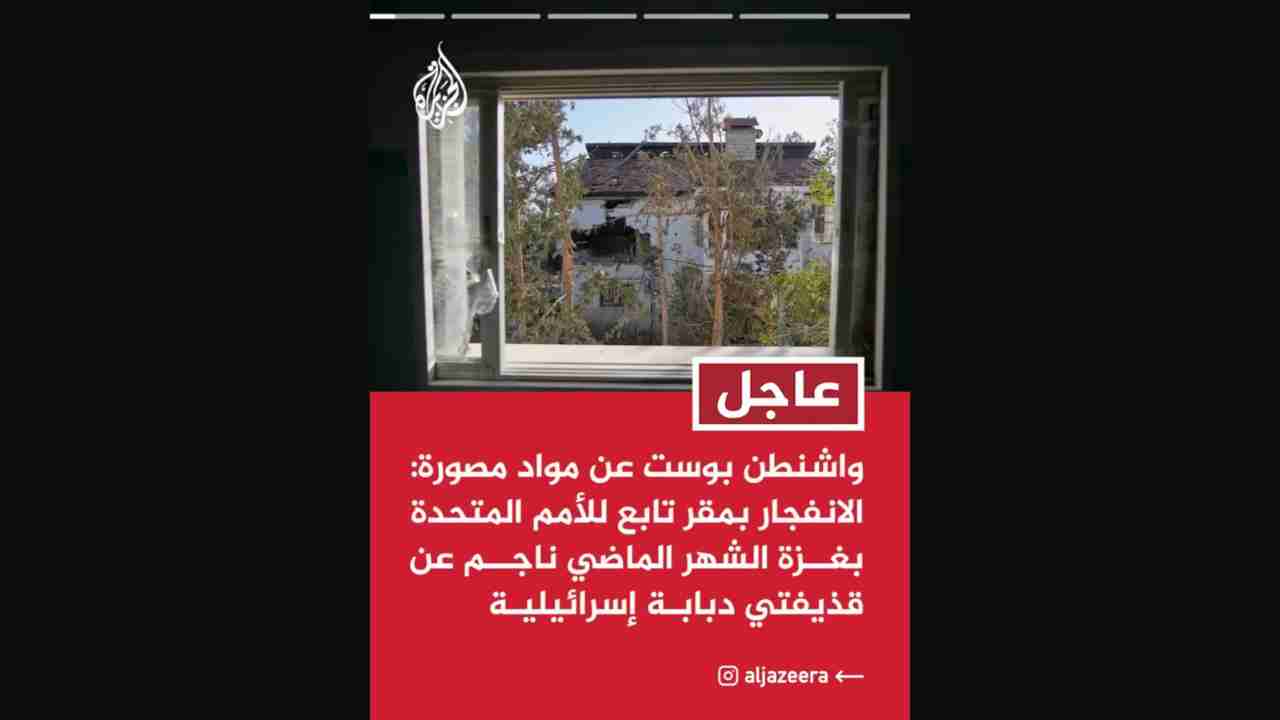 الجزيرة
عاجل
واشنطن بوست عن مواد مصورة:
الانفجار بمقر تابع للأمم المتحدة
بغزة الشهر الماضي ناجم عن
قذيفتي دبابة إسرائيلية
aljazeera